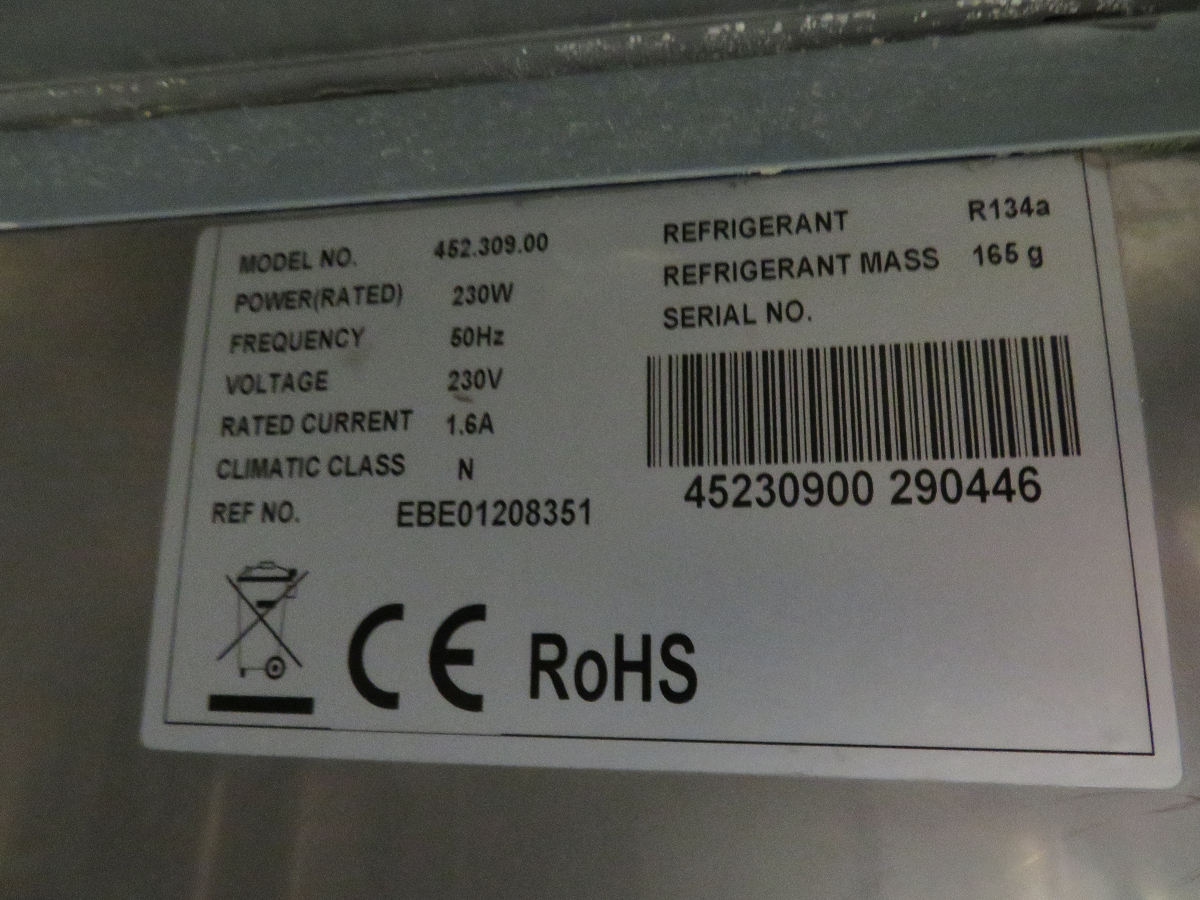 MODEL NO. 452.309.00
POWER(RATED) 230W
FREQUENCY 50Hz
VOLTAGE 230V
RATED CURRENT 1.6A
CLIMATIC CLASS N
REF NO. EBE01208351
REFRIGERANT R134a
REFRIGERANT MASS 165 g
SERIAL NO.
45230900 290446
CE RoHS